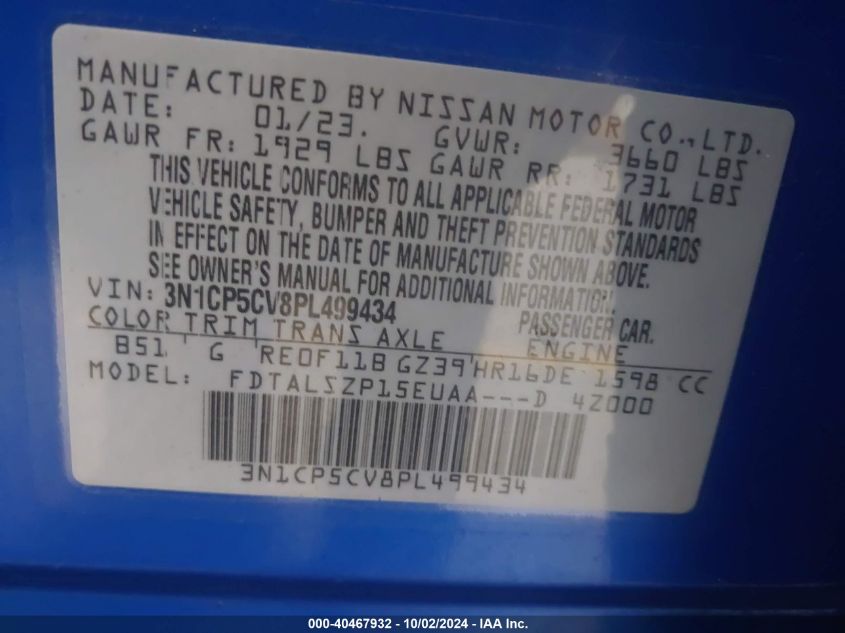 MANUFACTURED BY NISSAN MOTOR CO.,LTD.
DATE: 01/23. GVWR: 3660 LBS
GAWR FR: 1929 LBS GAWR RR: 1731 LBS
THIS VEHICLE CONFORMS TO ALL APPLICABLE FEDERAL MOTOR
VEHICLE SAFETY, BUMPER AND THEFT PREVENTION STANDARDS
IN EFFECT ON THE DATE OF MANUFACTURE SHOWN ABOVE.
SEE OWNER'S MANUAL FOR ADDITIONAL INFORMATION.
VIN: 3N1CP5CV8PL499434 PASSENGER CAR.
COLOR TRIM TRANS AXLE ENGINE
B51 G RE0F11B GZ39 HR16DE 1598 CC
MODEL: FDTALSZP15EUAA---D 4Z000
3N1CP5CV8PL499434
000-40467932 - 10/02/2024 - IAA Inc.